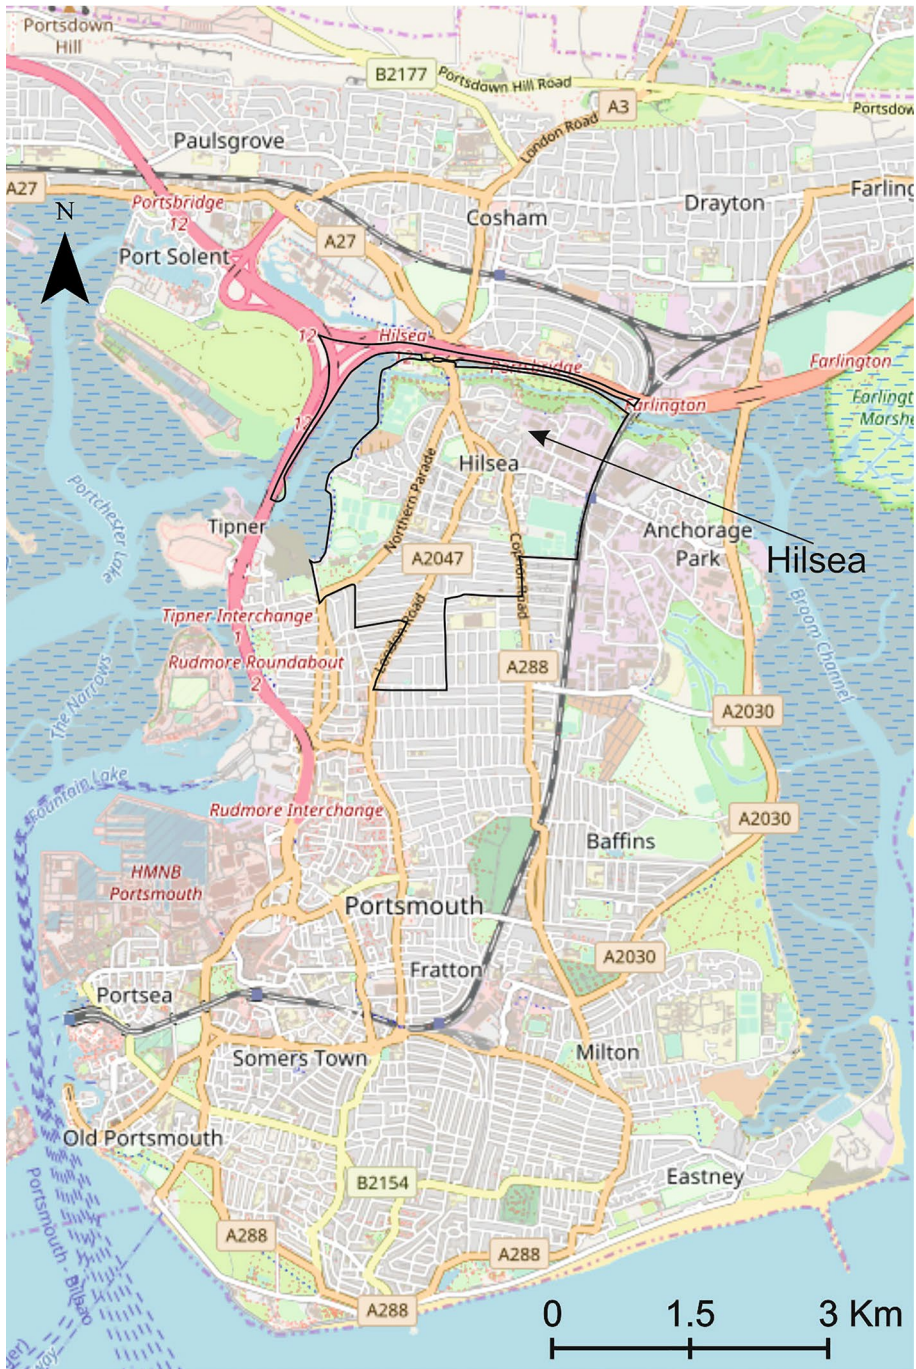 Portsdown
Hill
B2177
Portsdown Hill Road
A3
Portsdow
London Road
Paulsgrove
A27
Portsbridge
12
N
Drayton
Farling
Cosham
Port Solent
A27
12
Hilsea
12
Portsbridge
Farlington
12
Farlington
Farlingt
Marshe
Hilsea
Northern Parade
Portchester Lake
Tipner
Anchorage
Park
A2047
Copnor Road
Hilsea
Tipner Interchange
1
London Road
Broom Channel
Rudmore Roundabout
2
A288
The Narrows
A2030
Fountain Lake
Rudmore Interchange
A2030
Baffins
HMNB
Portsmouth
Portsmouth
A2030
Fratton
Portsea
Somers Town
Milton
Old Portsmouth
Eastney
B2154
Portsmouth - Bilbao
A288
A288
A288
0 1.5 3 Km